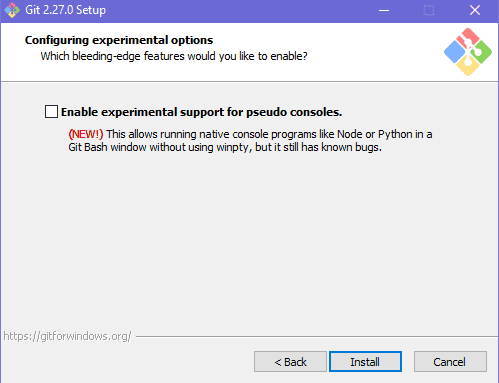 Git 2.27.0 Setup
Configuring experimental options
Which bleeding-edge features would you like to enable?
Enable experimental support for pseudo consoles.
(NEW!) This allows running native console programs like Node or Python in a
Git Bash window without using winpty, but it still has known bugs.
https://gitforwindows.org/
< Back
Install
Cancel